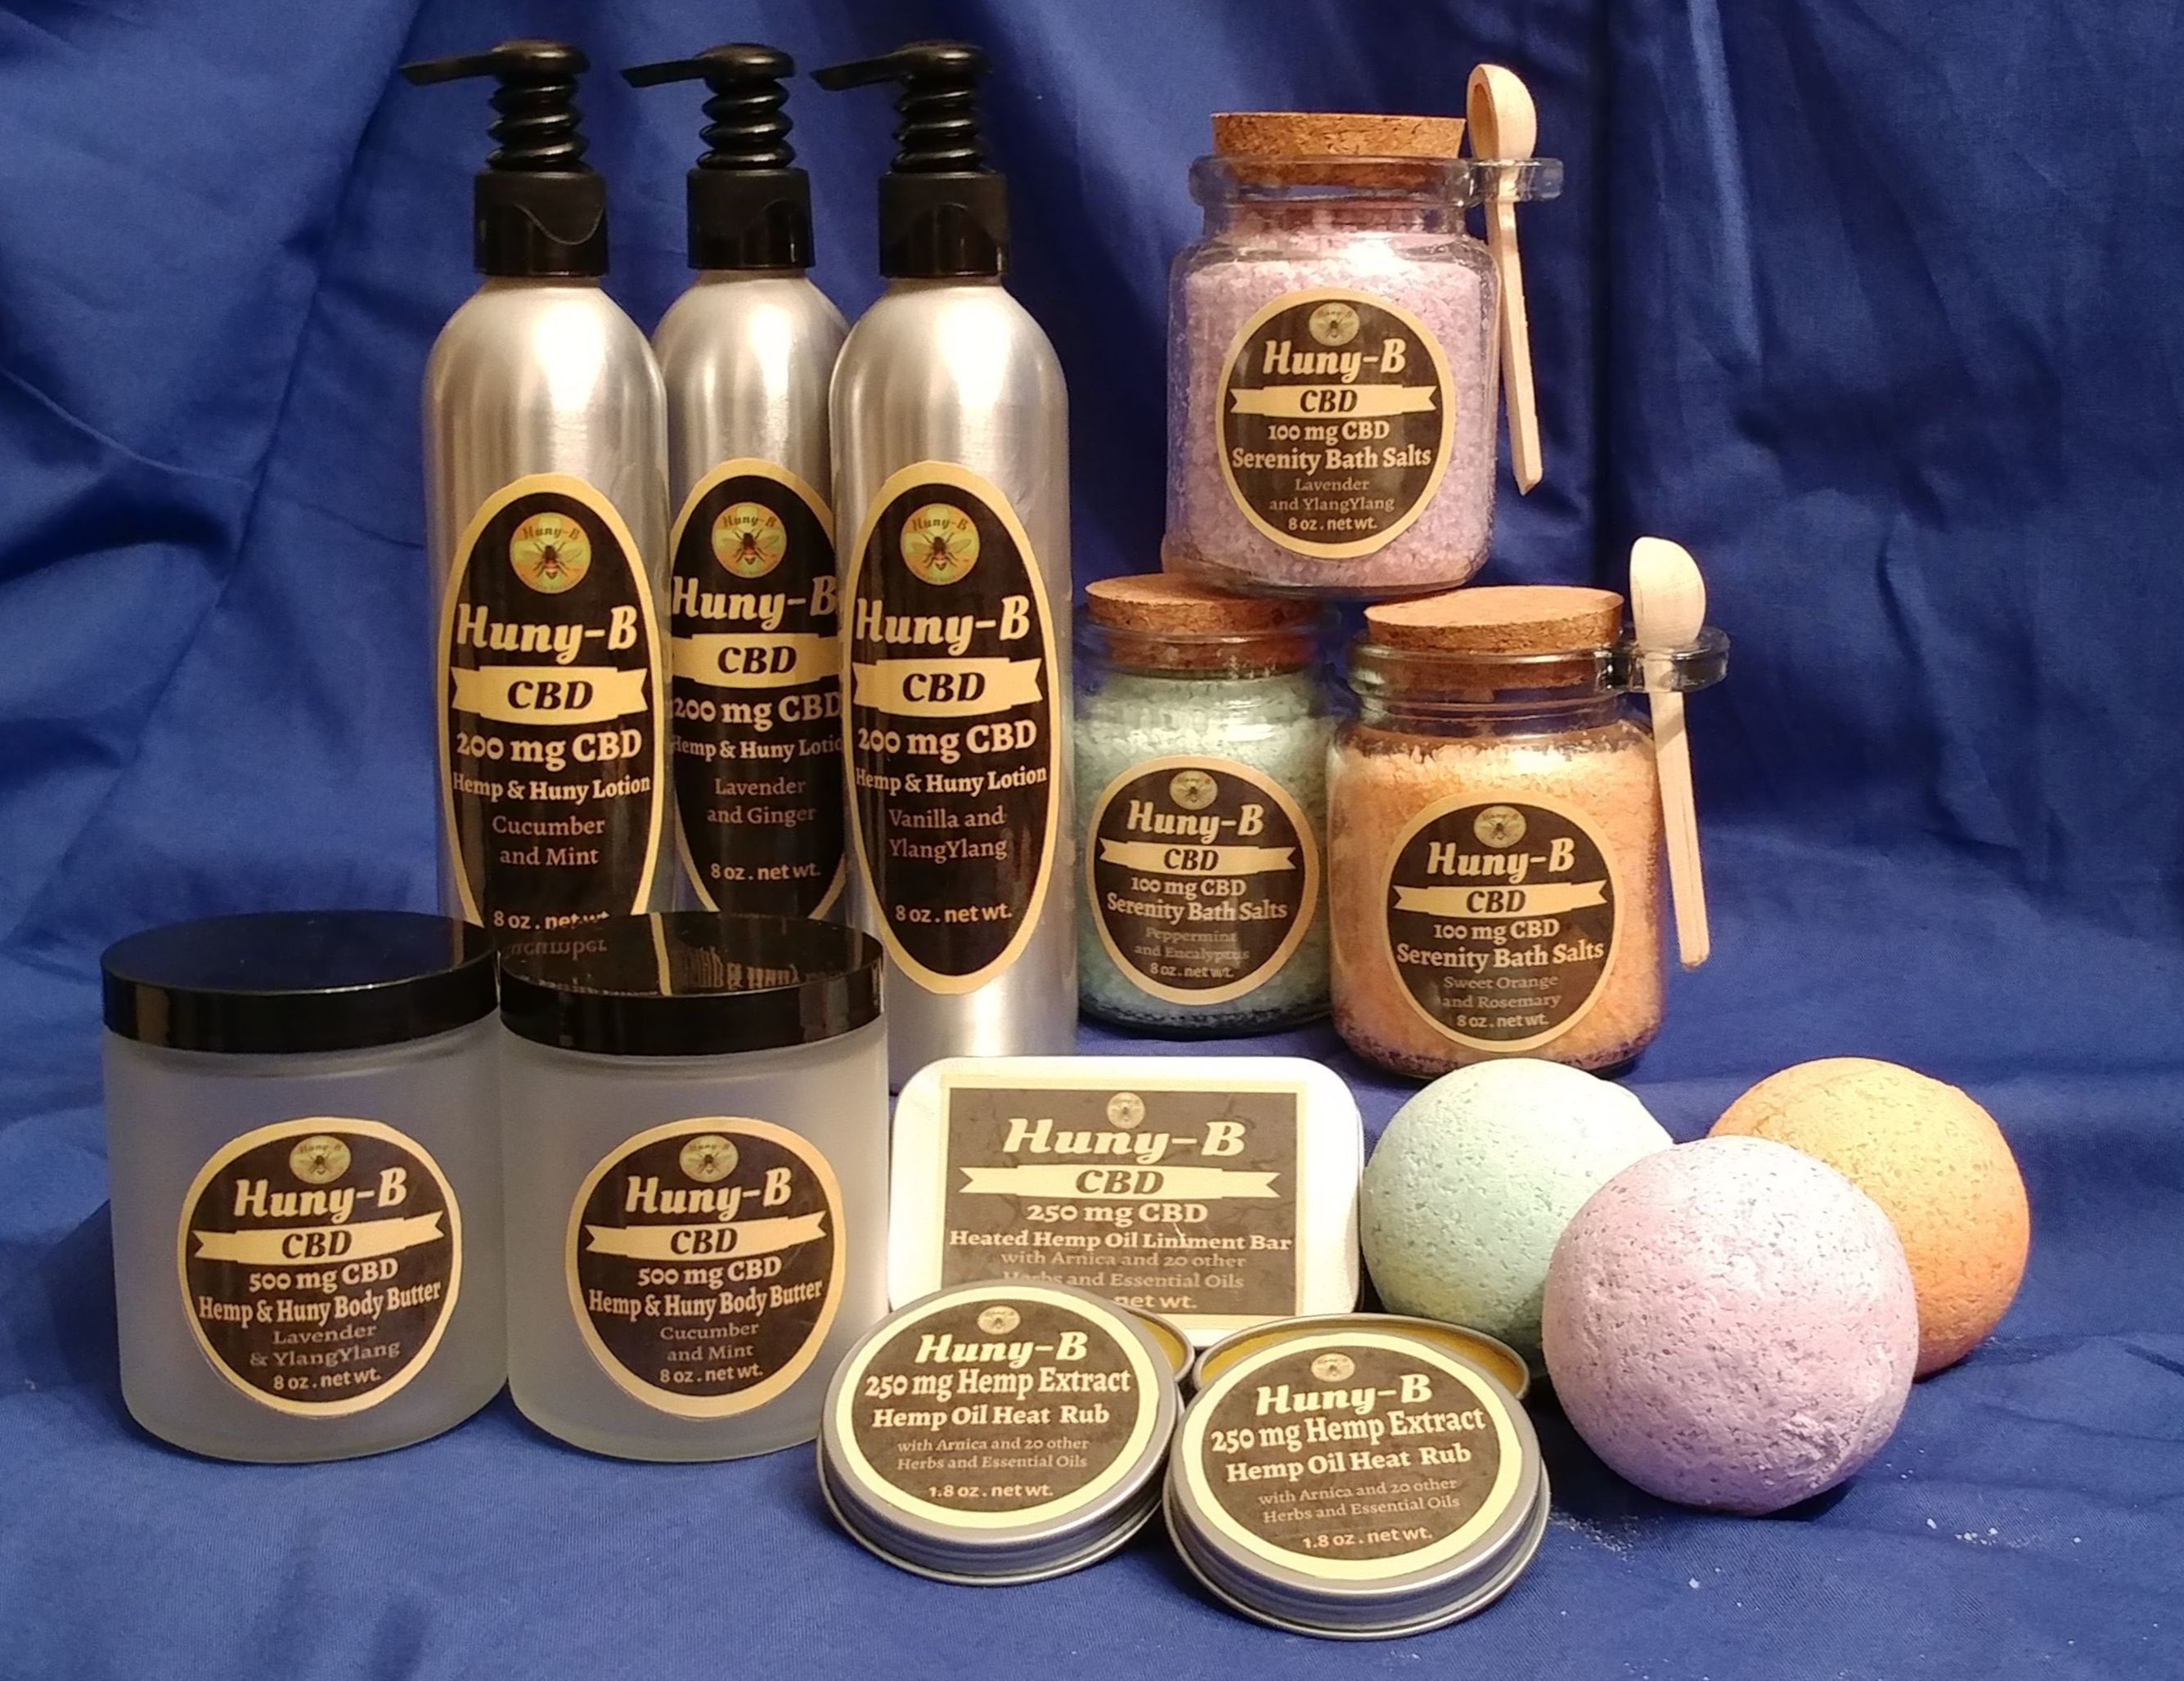 Huny-B
Huny-B
CBD
200 mg CBD
Hemp & Huny Lotion
Cucumber
and Mint
8 oz. net wt.
Huny-B
Huny-B
CBD
200 mg CBD
Hemp & Huny Lotio
Lavender
and Ginger
8 oz. net wt.
Huny-B
Huny-B
CBD
200 mg CBD
Hemp & Huny Lotion
Vanilla and
YlangYlang
8 oz. net wt.
Huny-B
CBD
100 mg CBD
Serenity Bath Salts
Lavender
and YlangYlang
8 oz. net wt.
Huny-B
CBD
100 mg CBD
Serenity Bath Salts
Peppermint
and Eucalyptus
8 oz. net wt.
Huny-B
CBD
100 mg CBD
Serenity Bath Salts
Sweet Orange
and Rosemary
8 oz. net wt.
Huny-B
CBD
500 mg CBD
Hemp & Huny Body Butter
Lavender
& YlangYlang
8 oz. net wt.
Huny-B
CBD
500 mg CBD
Hemp & Huny Body Butter
Cucumber
and Mint
8 oz. net wt.
Huny-B
CBD
250 mg CBD
Heated Hemp Oil Liniment Bar
with Arnica and 20 other
Herbs and Essential Oils
net wt.
Huny-B
250 mg Hemp Extract
Hemp Oil Heat Rub
with Arnica and 20 other
Herbs and Essential Oils
1.8 oz. net wt.
Huny-B
250 mg Hemp Extract
Hemp Oil Heat Rub
with Arnica and 20 other
Herbs and Essential Oils
1.8 oz. net wt.